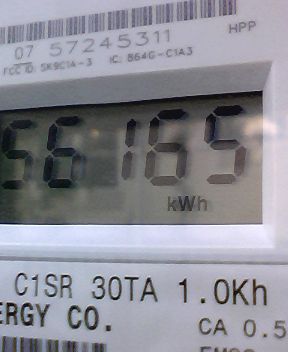 HPP
07 57245311
FCC ID: SK9C1A-3 IC: 864G-C1A3
56165
kWh
C1SR 30TA 1.0Kh
ERGY CO.
CA 0.5